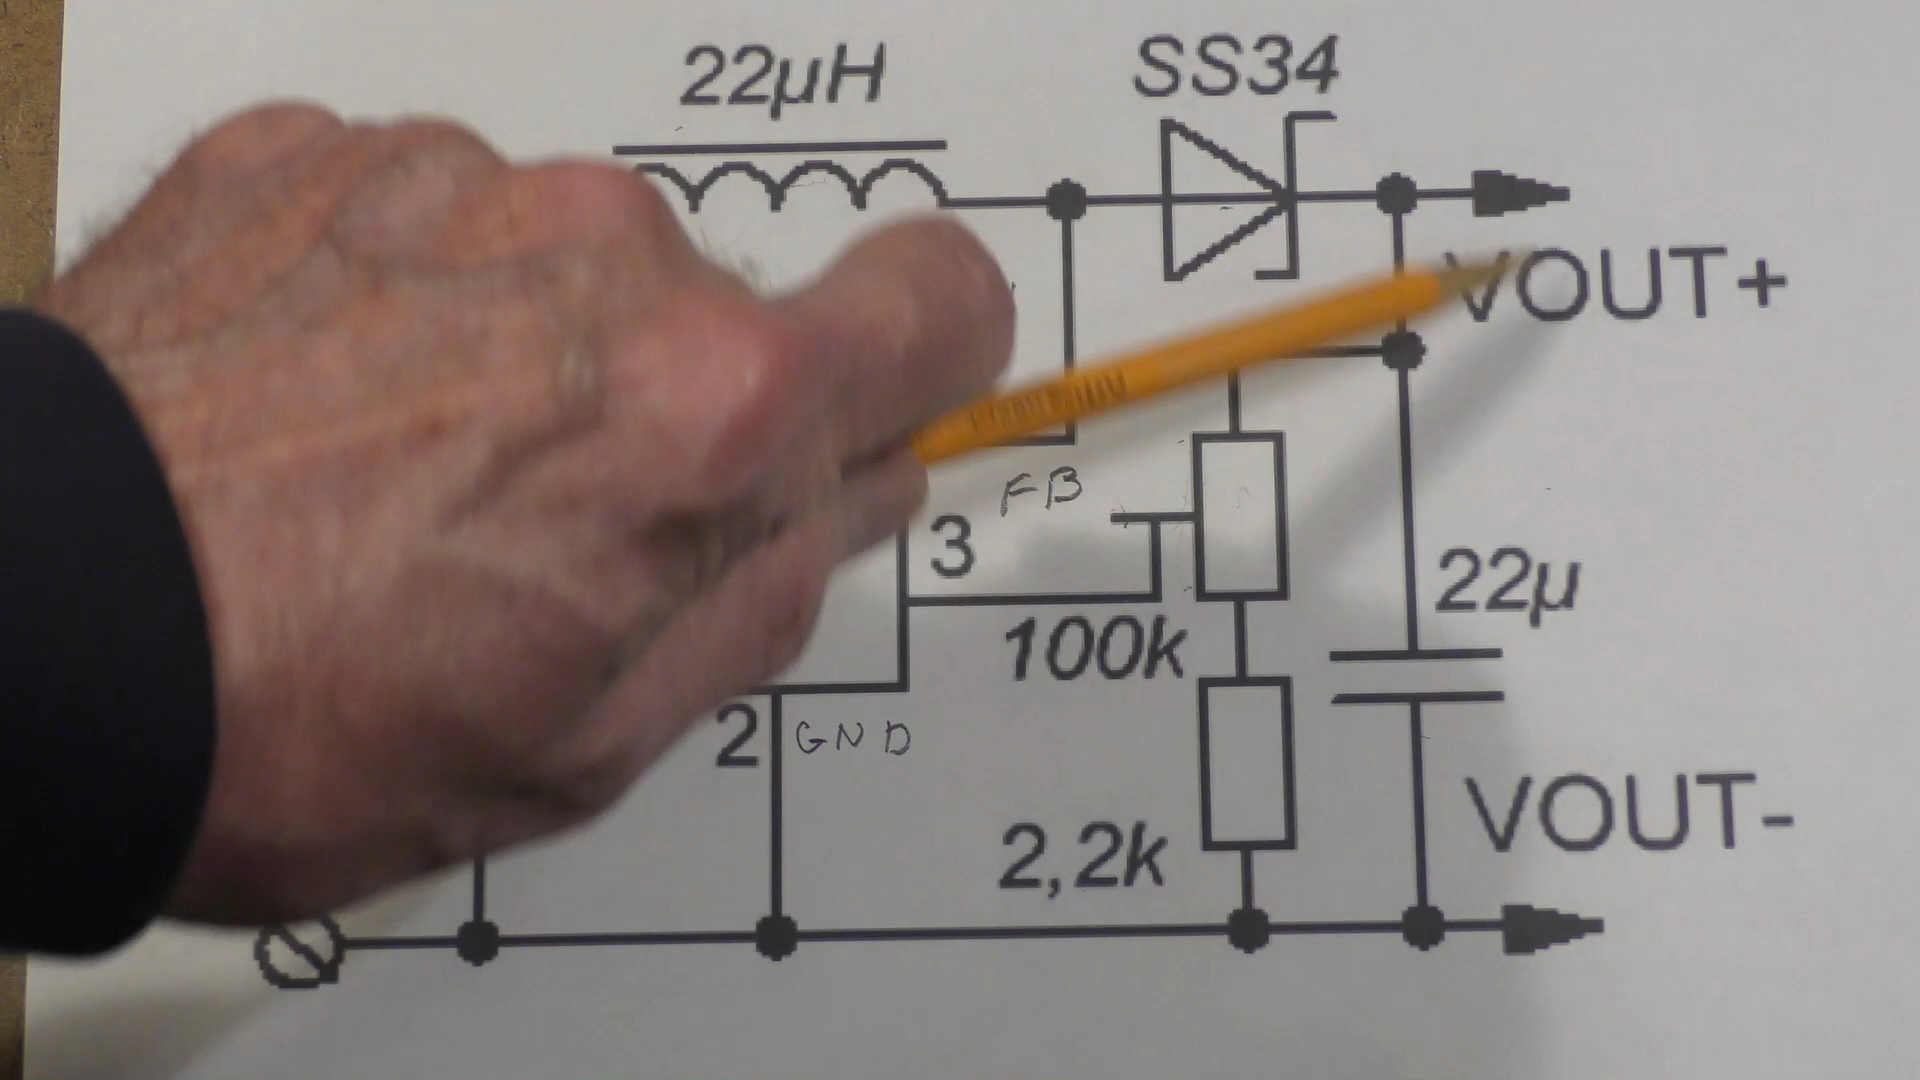 22µH
SS34
VOUT+
FB
3
22µ
100k
2
GND
VOUT-
2,2k